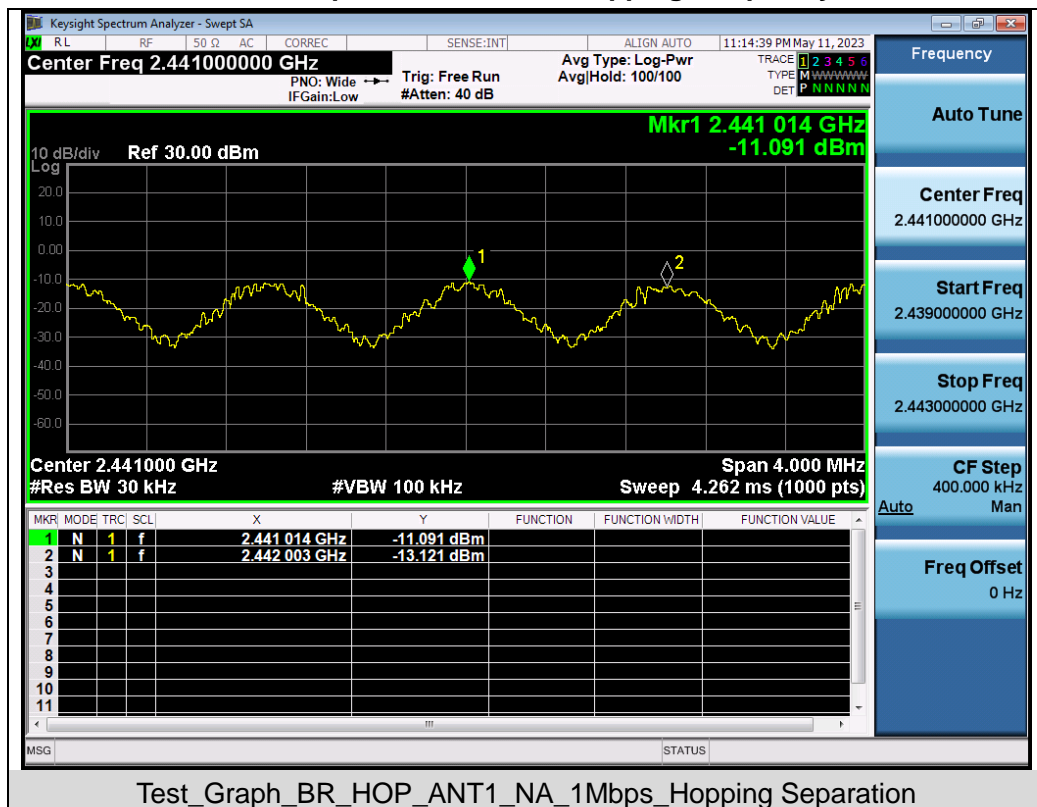 Keysight Spectrum Analyzer - Swept SA
LXI RL RF 50 Ω AC CORREC SENSE:INT ALIGN AUTO 11:14:39 PM May 11, 2023
Center Freq 2.441000000 GHz
PNO: Wide
IFGain:Low
Trig: Free Run
#Atten: 40 dB
Avg Type: Log-Pwr
Avg|Hold: 100/100
TRACE 1 2 3 4 5 6
TYPE M WWWWW
DET P N N N N N
Mkr1 2.441 014 GHz
-11.091 dBm
10 dB/div Ref 30.00 dBm
Log
20.0
10.0
0.00
-10.0
-20.0
-30.0
-40.0
-50.0
-60.0
1
2
Center 2.441000 GHz Span 4.000 MHz
#Res BW 30 kHz #VBW 100 kHz Sweep 4.262 ms (1000 pts)
MKR MODE TRC SCL X Y FUNCTION FUNCTION WIDTH FUNCTION VALUE
1 N 1 f 2.441 014 GHz -11.091 dBm
2 N 1 f 2.442 003 GHz -13.121 dBm
3
4
5
6
7
8
9
10
11
MSG STATUS
Frequency
Auto Tune
Center Freq
2.441000000 GHz
Start Freq
2.439000000 GHz
Stop Freq
2.443000000 GHz
CF Step
400.000 kHz
Auto Man
Freq Offset
0 Hz
Test_Graph_BR_HOP_ANT1_NA_1Mbps_Hopping Separation